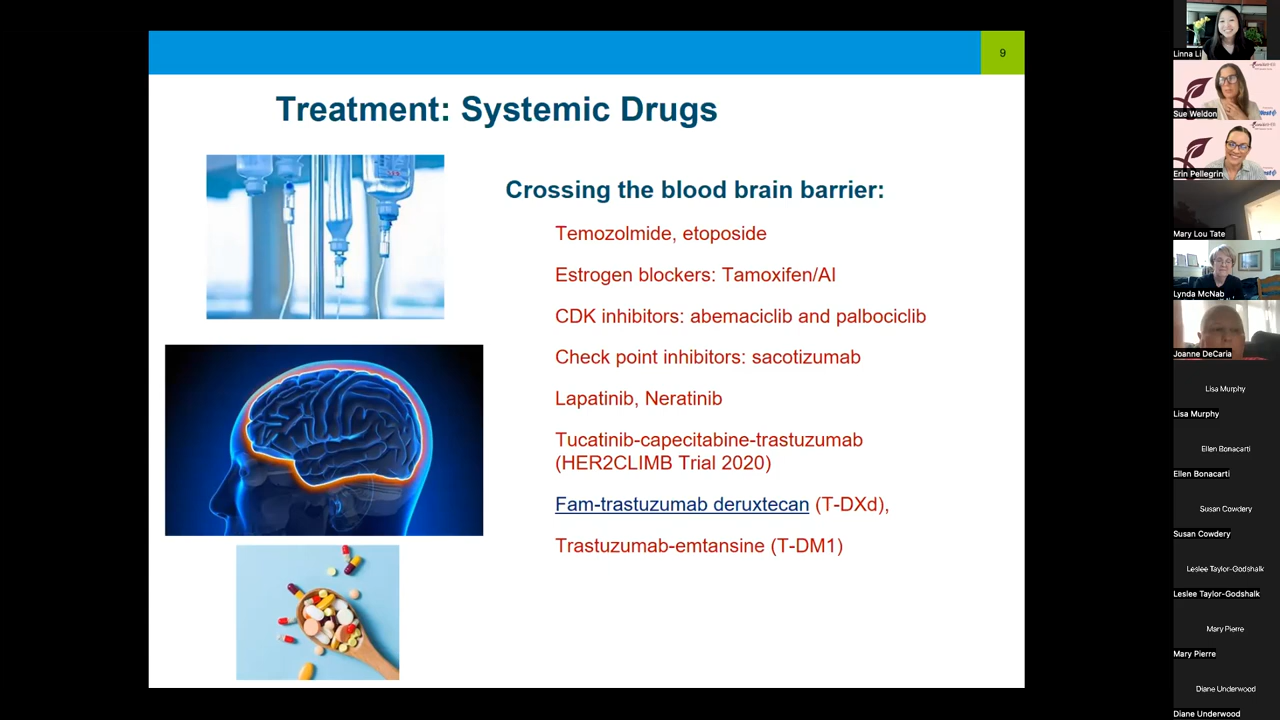 9
Treatment: Systemic Drugs
Crossing the blood brain barrier:
Temozolmide, etoposide
Estrogen blockers: Tamoxifen/AI
CDK inhibitors: abemaciclib and palbociclib
Check point inhibitors: sacotizumab
Lapatinib, Neratinib
Tucatinib-capecitabine-trastuzumab
(HER2CLIMB Trial 2020)
Fam-trastuzumab deruxtecan (T-DXd),
Trastuzumab-emtansine (T-DM1)
Linna Li
Sue Weldon
Erin Pellegrin
Mary Lou Tate
Lynda McNab
Joanne DeCaria
Lisa Murphy
Lisa Murphy
Ellen Bonacarti
Ellen Bonacarti
Susan Cowdery
Susan Cowdery
Leslee Taylor-Godshalk
Leslee Taylor-Godshalk
Mary Pierre
Mary Pierre
Diane Underwood
Diane Underwood